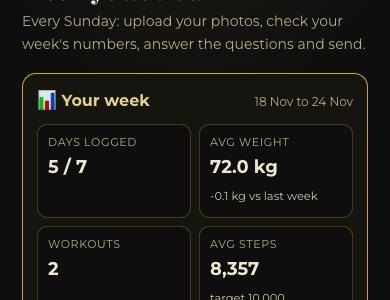 Every Sunday: upload your photos, check your
week's numbers, answer the questions and send.
📊 Your week
18 Nov to 24 Nov
DAYS LOGGED
5 / 7
AVG WEIGHT
72.0 kg
-0.1 kg vs last week
WORKOUTS
2
AVG STEPS
8,357
target 10,000